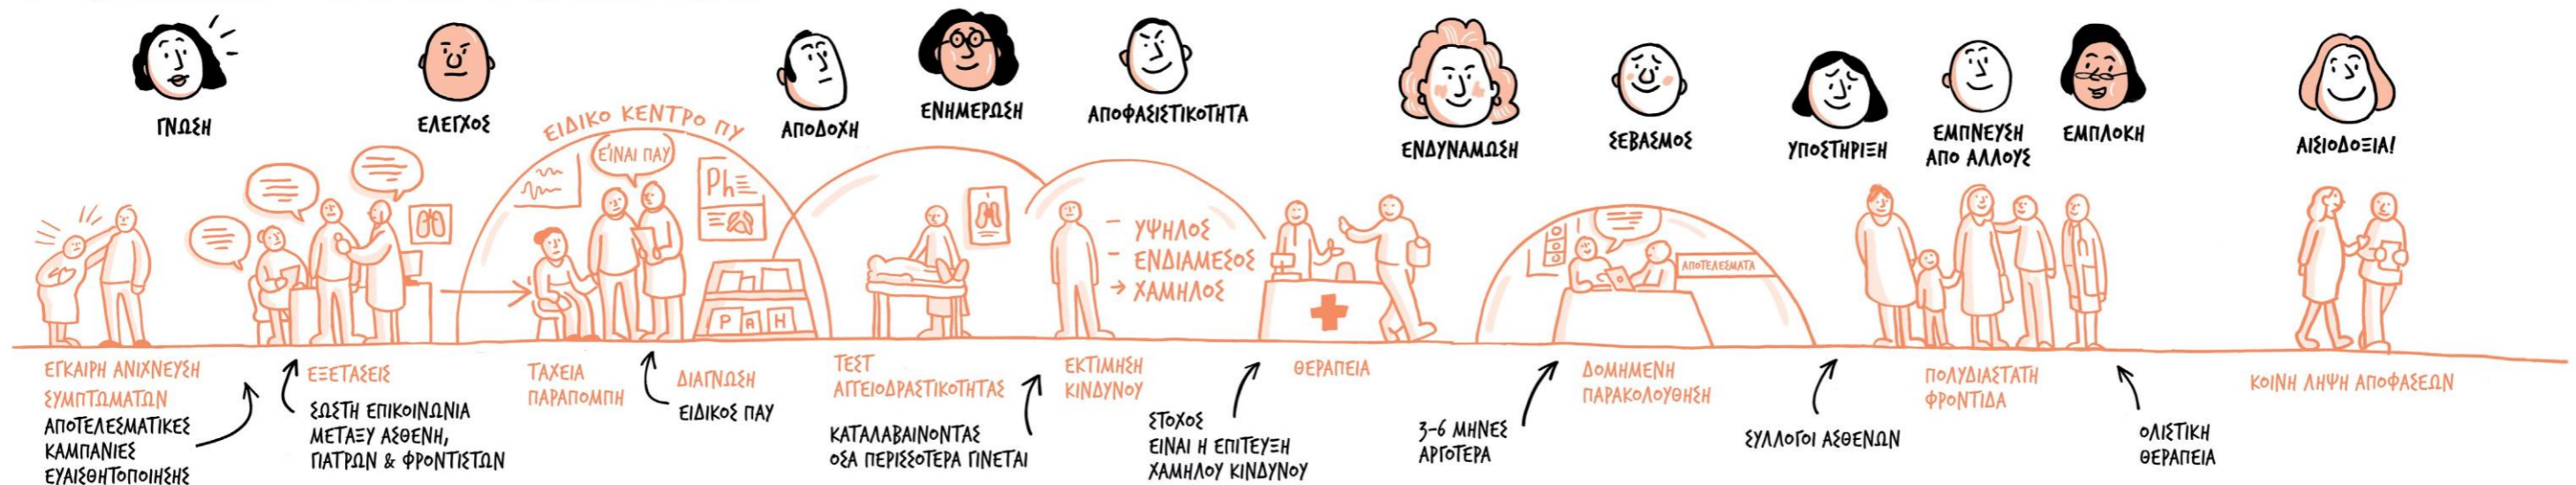 ΓΝΩΣΗ
ΕΛΕΓΧΟΣ
ΑΠΟΔΟΧΗ
ΕΝΗΜΕΡΩΣΗ
ΑΠΟΦΑΣΙΣΤΙΚΟΤΗΤΑ
ΕΝΔΥΝΑΜΩΣΗ
ΣΕΒΑΣΜΟΣ
ΥΠΟΣΤΗΡΙΞΗ
ΕΜΠΝΕΥΣΗ
ΑΠΟ ΑΛΛΟΥΣ
ΕΜΠΛΟΚΗ
ΑΙΣΙΟΔΟΞΙΑ!
ΕΙΔΙΚΟ ΚΕΝΤΡΟ ΠΥ
ΕΊΝΑΙ ΠΑΥ
Ph
P A H
- ΥΨΗΛΟΣ
- ΕΝΔΙΑΜΕΣΟΣ
→ ΧΑΜΗΛΟΣ
ΑΠΟΤΕΛΕΣΜΑΤΑ
ΕΓΚΑΙΡΗ ΑΝΙΧΝΕΥΣΗ
ΣΥΜΠΤΩΜΑΤΩΝ
ΑΠΟΤΕΛΕΣΜΑΤΙΚΕΣ
ΚΑΜΠΑΝΙΕΣ
ΕΥΑΙΣΘΗΤΟΠΟΙΗΣΗΣ
ΕΞΕΤΑΣΕΙΣ
ΣΩΣΤΗ ΕΠΙΚΟΙΝΩΝΙΑ
ΜΕΤΑΞΥ ΑΣΘΕΝΗ,
ΓΙΑΤΡΩΝ & ΦΡΟΝΤΙΣΤΩΝ
ΤΑΧΕΙΑ
ΠΑΡΑΠΟΜΠΗ
ΔΙΑΓΝΩΣΗ
ΕΙΔΙΚΟΣ ΠΑΥ
ΤΕΣΤ
ΑΓΓΕΙΟΔΡΑΣΤΙΚΟΤΗΤΑΣ
ΚΑΤΑΛΑΒΑΙΝΟΝΤΑΣ
ΟΣΑ ΠΕΡΙΣΣΟΤΕΡΑ ΓΙΝΕΤΑΙ
ΕΚΤΙΜΗΣΗ
ΚΙΝΔΥΝΟΥ
ΣΤΟΧΟΣ
ΕΙΝΑΙ Η ΕΠΙΤΕΥΞΗ
ΧΑΜΗΛΟΥ ΚΙΝΔΥΝΟΥ
ΘΕΡΑΠΕΙΑ
3-6 ΜΗΝΕΣ
ΑΡΓΟΤΕΡΑ
ΔΟΜΗΜΕΝΗ
ΠΑΡΑΚΟΛΟΥΘΗΣΗ
ΣΥΛΛΟΓΟΙ ΑΣΘΕΝΩΝ
ΠΟΛΥΔΙΑΣΤΑΤΗ
ΦΡΟΝΤΙΔΑ
ΟΛΙΣΤΙΚΗ
ΘΕΡΑΠΕΙΑ
ΚΟΙΝΗ ΛΗΨΗ ΑΠΟΦΑΣΕΩΝ